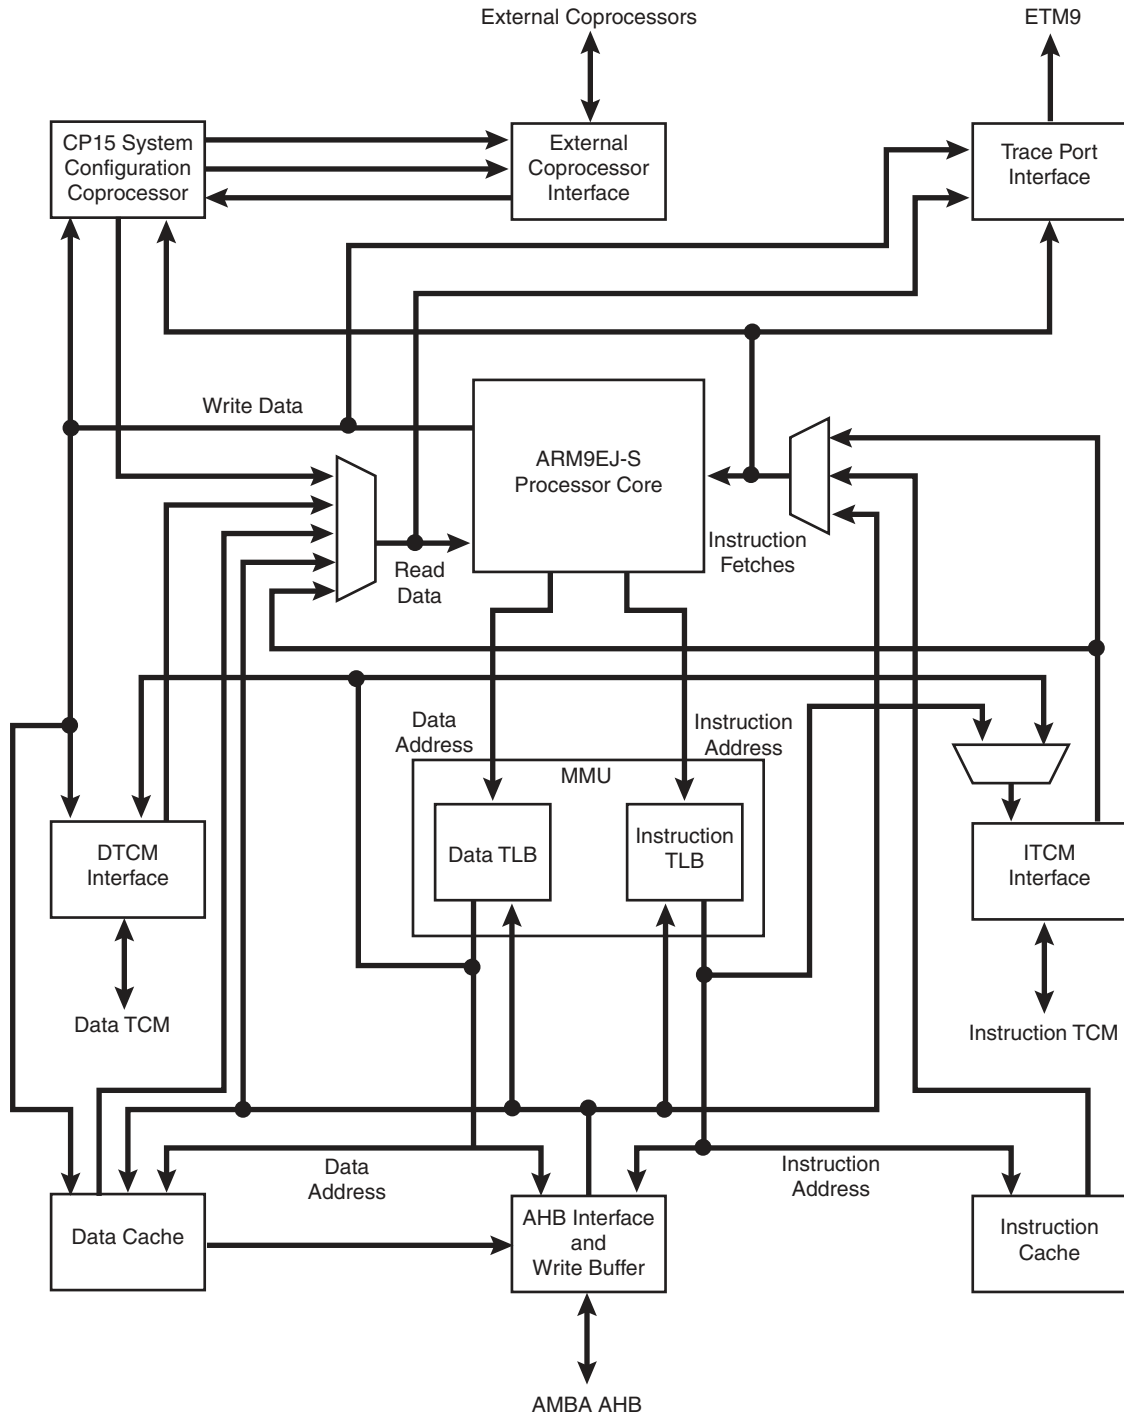 External Coprocessors
ETM9
CP15 System
Configuration
Coprocessor
External
Coprocessor
Interface
Trace Port
Interface
Write Data
ARM9EJ-S
Processor Core
Instruction
Fetches
Read
Data
Data
Address
Instruction
Address
MMU
DTCM
Interface
Data TLB
Instruction
TLB
ITCM
Interface
Data TCM
Instruction TCM
Data
Address
Instruction
Address
Data Cache
AHB Interface
and
Write Buffer
Instruction
Cache
AMBA AHB